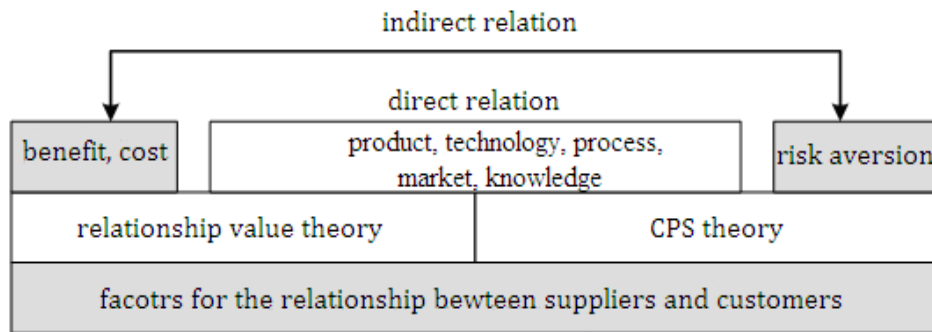 indirect relation
direct relation
benefit, cost
product, technology, process,
market, knowledge
risk aversion
relationship value theory
CPS theory
facotrs for the relationship bewteen suppliers and customers